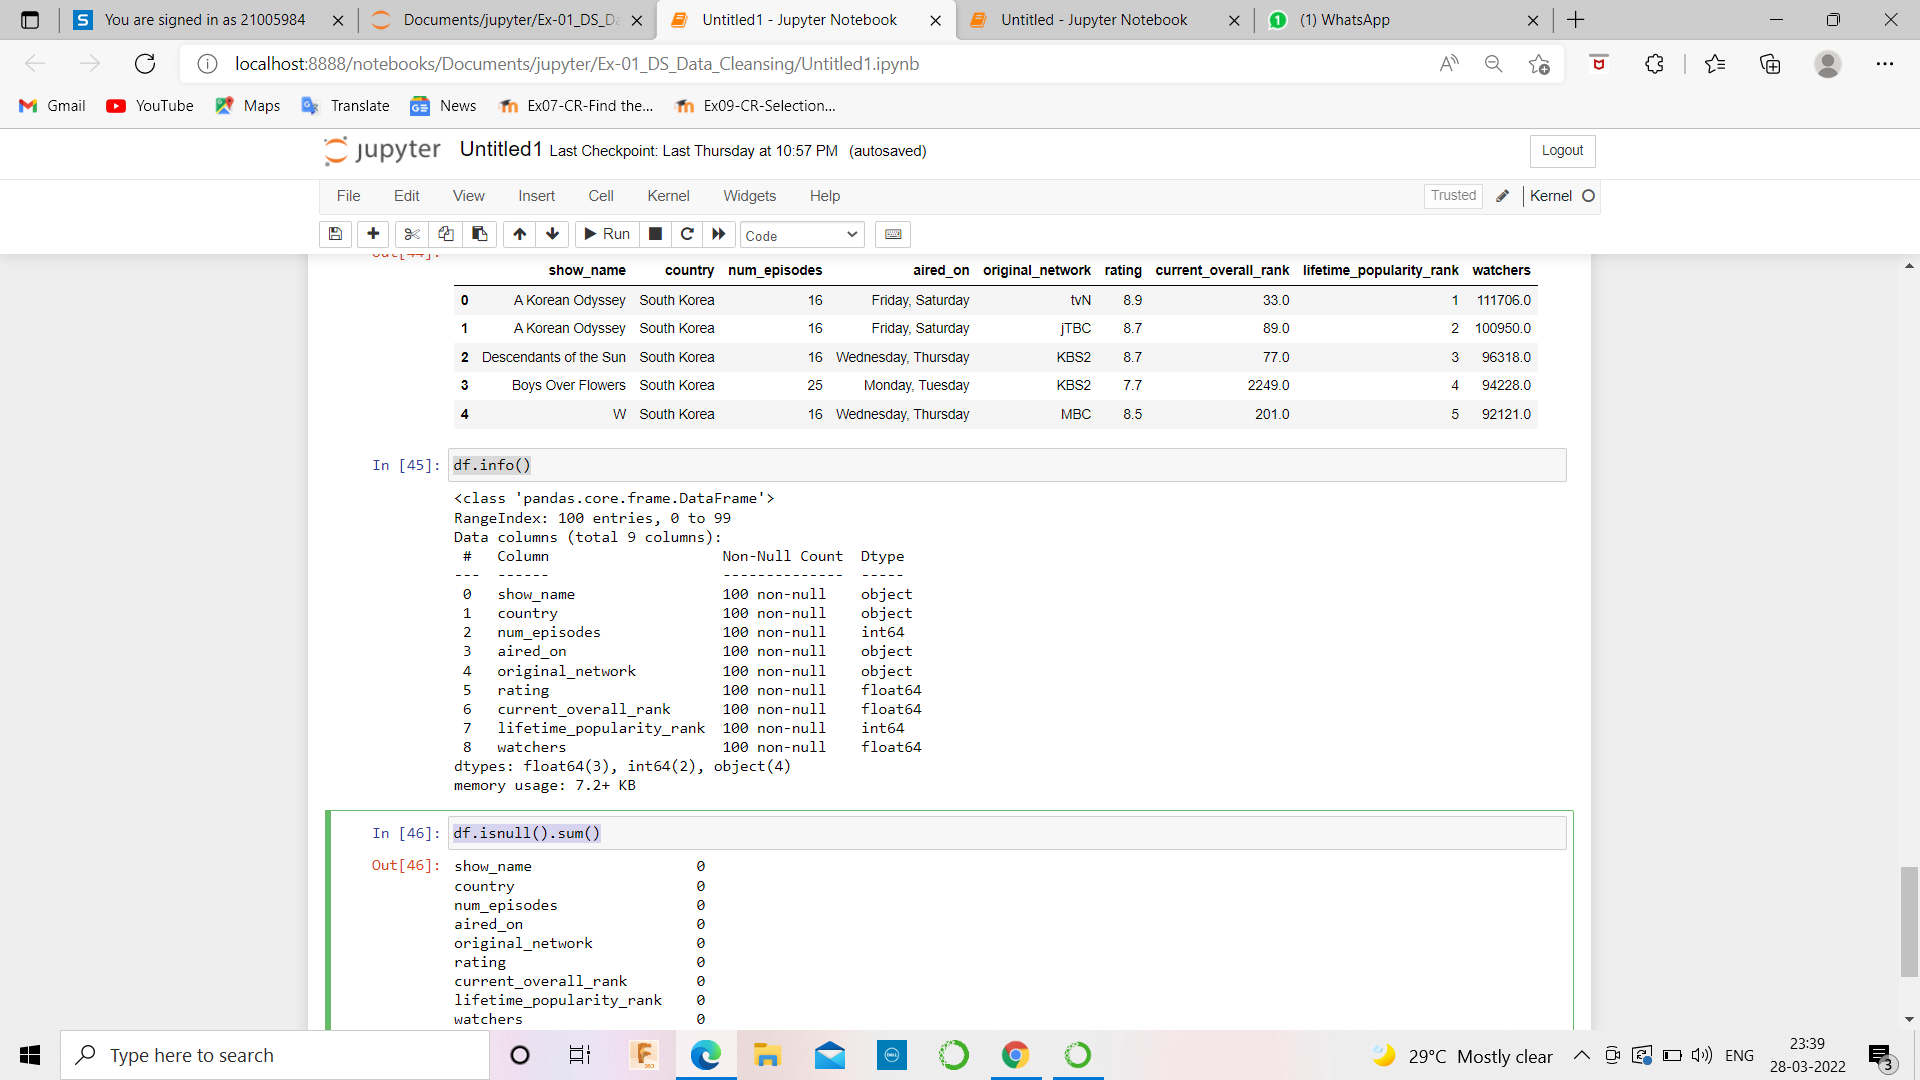 You are signed in as 21005984
Documents/jupyter/Ex-01_DS_Da
Untitled1 - Jupyter Notebook
Untitled - Jupyter Notebook
(1) WhatsApp
localhost:8888/notebooks/Documents/jupyter/Ex-01_DS_Data_Cleansing/Untitled1.ipynb
Gmail YouTube Maps Translate News Ex07-CR-Find the... Ex09-CR-Selection...
jupyter Untitled1 Last Checkpoint: Last Thursday at 10:57 PM (autosaved)
Logout
File Edit View Insert Cell Kernel Widgets Help
Trusted Kernel
Run Code
Out[44]:
show_name country num_episodes aired_on original_network rating current_overall_rank lifetime_popularity_rank watchers
0 A Korean Odyssey South Korea 16 Friday, Saturday tvN 8.9 33.0 1 111706.0
1 A Korean Odyssey South Korea 16 Friday, Saturday jTBC 8.7 89.0 2 100950.0
2 Descendants of the Sun South Korea 16 Wednesday, Thursday KBS2 8.7 77.0 3 96318.0
3 Boys Over Flowers South Korea 25 Monday, Tuesday KBS2 7.7 2249.0 4 94228.0
4 W South Korea 16 Wednesday, Thursday MBC 8.5 201.0 5 92121.0
In [45]: df.info()
<class 'pandas.core.frame.DataFrame'>
RangeIndex: 100 entries, 0 to 99
Data columns (total 9 columns):
# Column Non-Null Count Dtype
--- ------ -------------- -----
0 show_name 100 non-null object
1 country 100 non-null object
2 num_episodes 100 non-null int64
3 aired_on 100 non-null object
4 original_network 100 non-null object
5 rating 100 non-null float64
6 current_overall_rank 100 non-null float64
7 lifetime_popularity_rank 100 non-null int64
8 watchers 100 non-null float64
dtypes: float64(3), int64(2), object(4)
memory usage: 7.2+ KB
In [46]: df.isnull().sum()
Out[46]: show_name 0
country 0
num_episodes 0
aired_on 0
original_network 0
rating 0
current_overall_rank 0
lifetime_popularity_rank 0
watchers 0
Type here to search
29°C Mostly clear
ENG
23:39
28-03-2022
3